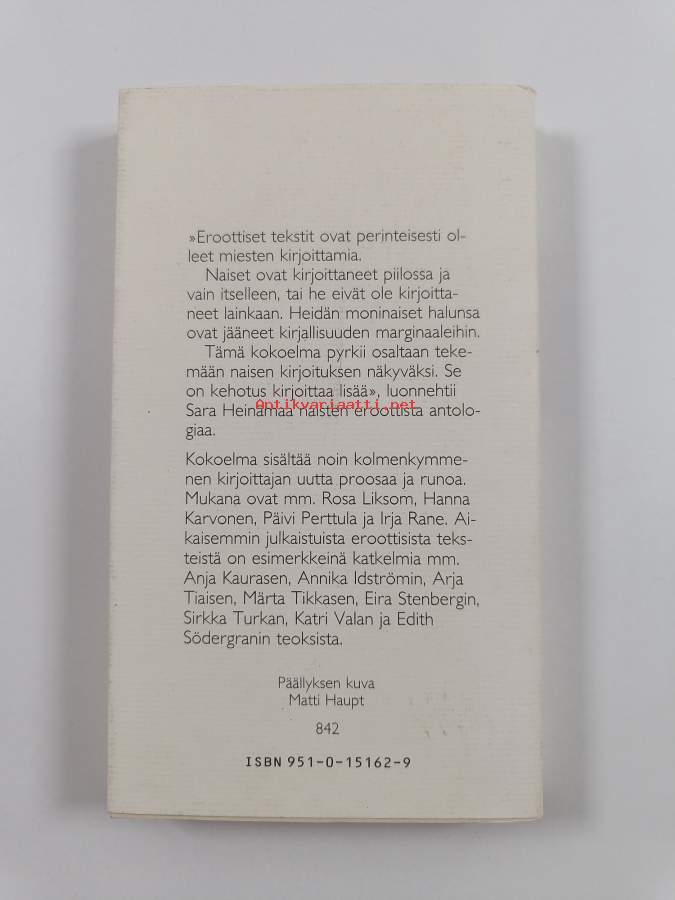 »Eroottiset tekstit ovat perinteisesti ol-
leet miesten kirjoittamia.
Naiset ovat kirjoittaneet piilossa ja
vain itselleen, tai he eivät ole kirjoitta-
neet lainkaan. Heidän moninaiset halunsa
ovat jääneet kirjallisuuden marginaaleihin.
Tämä kokoelma pyrkii osaltaan teke-
mään naisen kirjoituksen näkyväksi. Se
on kehotus kirjoittaa lisää», luonnehtii
Antikvariaatti.net
Sara Heinämaa naisten eroottista antolo-
giaa.
Kokoelma sisältää noin kolmenkymme-
nen kirjoittajan uutta proosaa ja runoa.
Mukana ovat mm. Rosa Liksom, Hanna
Karvonen, Päivi Perttula ja Irja Rane. Ai-
kaisemmin julkaistuista eroottisista teks-
teistä on esimerkkeinä katkelmia mm.
Anja Kaurasen, Annika Idströmin, Arja
Tiaisen, Märta Tikkasen, Eira Stenbergin,
Sirkka Turkan, Katri Valan ja Edith
Södergranin teoksista.
Päällyksen kuva
Matti Haupt
842
ISBN 951-0-15162-9